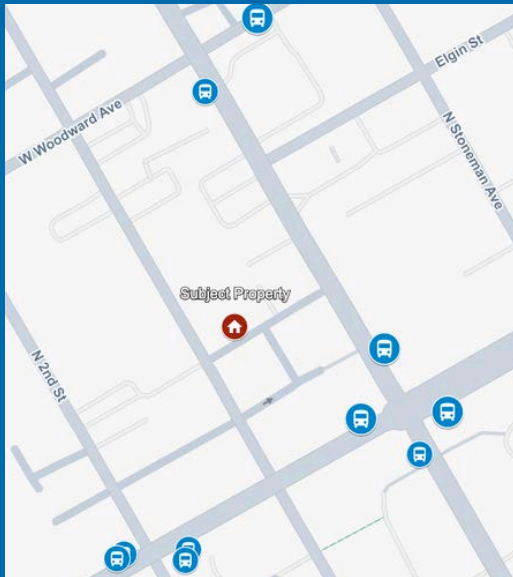 Elgin St
W Woodward Ave
N Stoneman Ave
Subject Property
N 2nd St